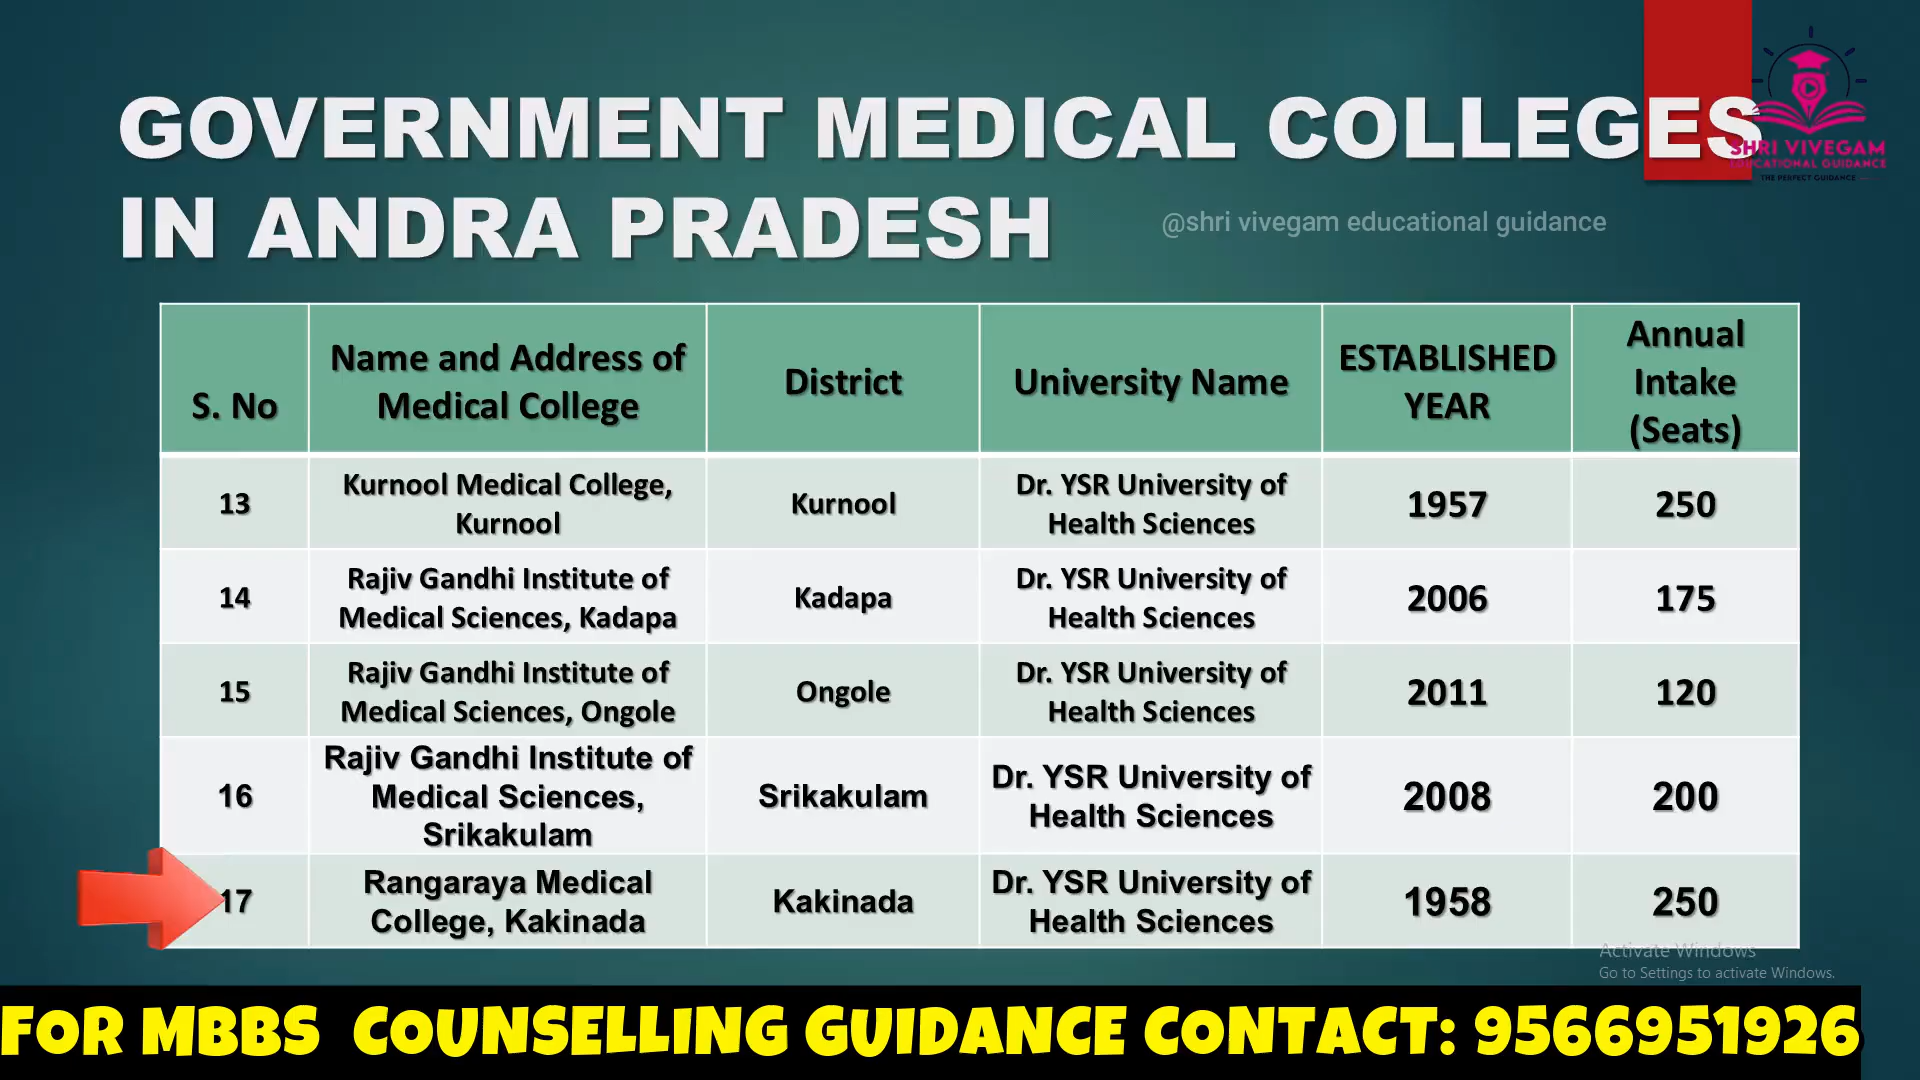 GOVERNMENT MEDICAL COLLEGES
IN ANDRA PRADESH
SHRI VIVEGAM
EDUCATIONAL GUIDANCE
THE PERFECT GUIDANCE
@shri vivegam educational guidance
S. No
Name and Address of
Medical College
District
University Name
ESTABLISHED
YEAR
Annual
Intake
(Seats)
13
Kurnool Medical College,
Kurnool
Kurnool
Dr. YSR University of
Health Sciences
1957
250
14
Rajiv Gandhi Institute of
Medical Sciences, Kadapa
Kadapa
Dr. YSR University of
Health Sciences
2006
175
15
Rajiv Gandhi Institute of
Medical Sciences, Ongole
Ongole
Dr. YSR University of
Health Sciences
2011
120
16
Rajiv Gandhi Institute of
Medical Sciences,
Srikakulam
Srikakulam
Dr. YSR University of
Health Sciences
2008
200
17
Rangaraya Medical
College, Kakinada
Kakinada
Dr. YSR University of
Health Sciences
1958
250
Activate Windows
Go to Settings to activate Windows.
FOR MBBS COUNSELLING GUIDANCE CONTACT: 9566951926